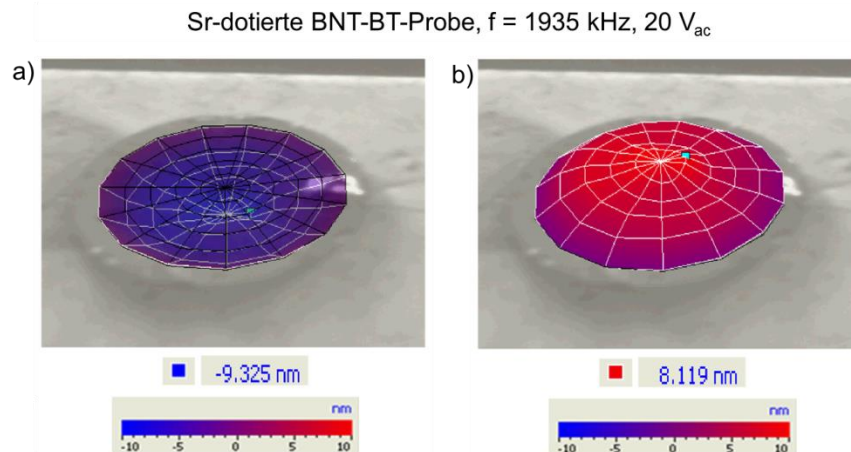 Sr-dotierte BNT-BT-Probe, f = 1935 kHz, 20 Vac
a)
b)
-9.325 nm
8.119 nm
nm
-10 -5 0 5 10
nm
-10 -5 0 5 10